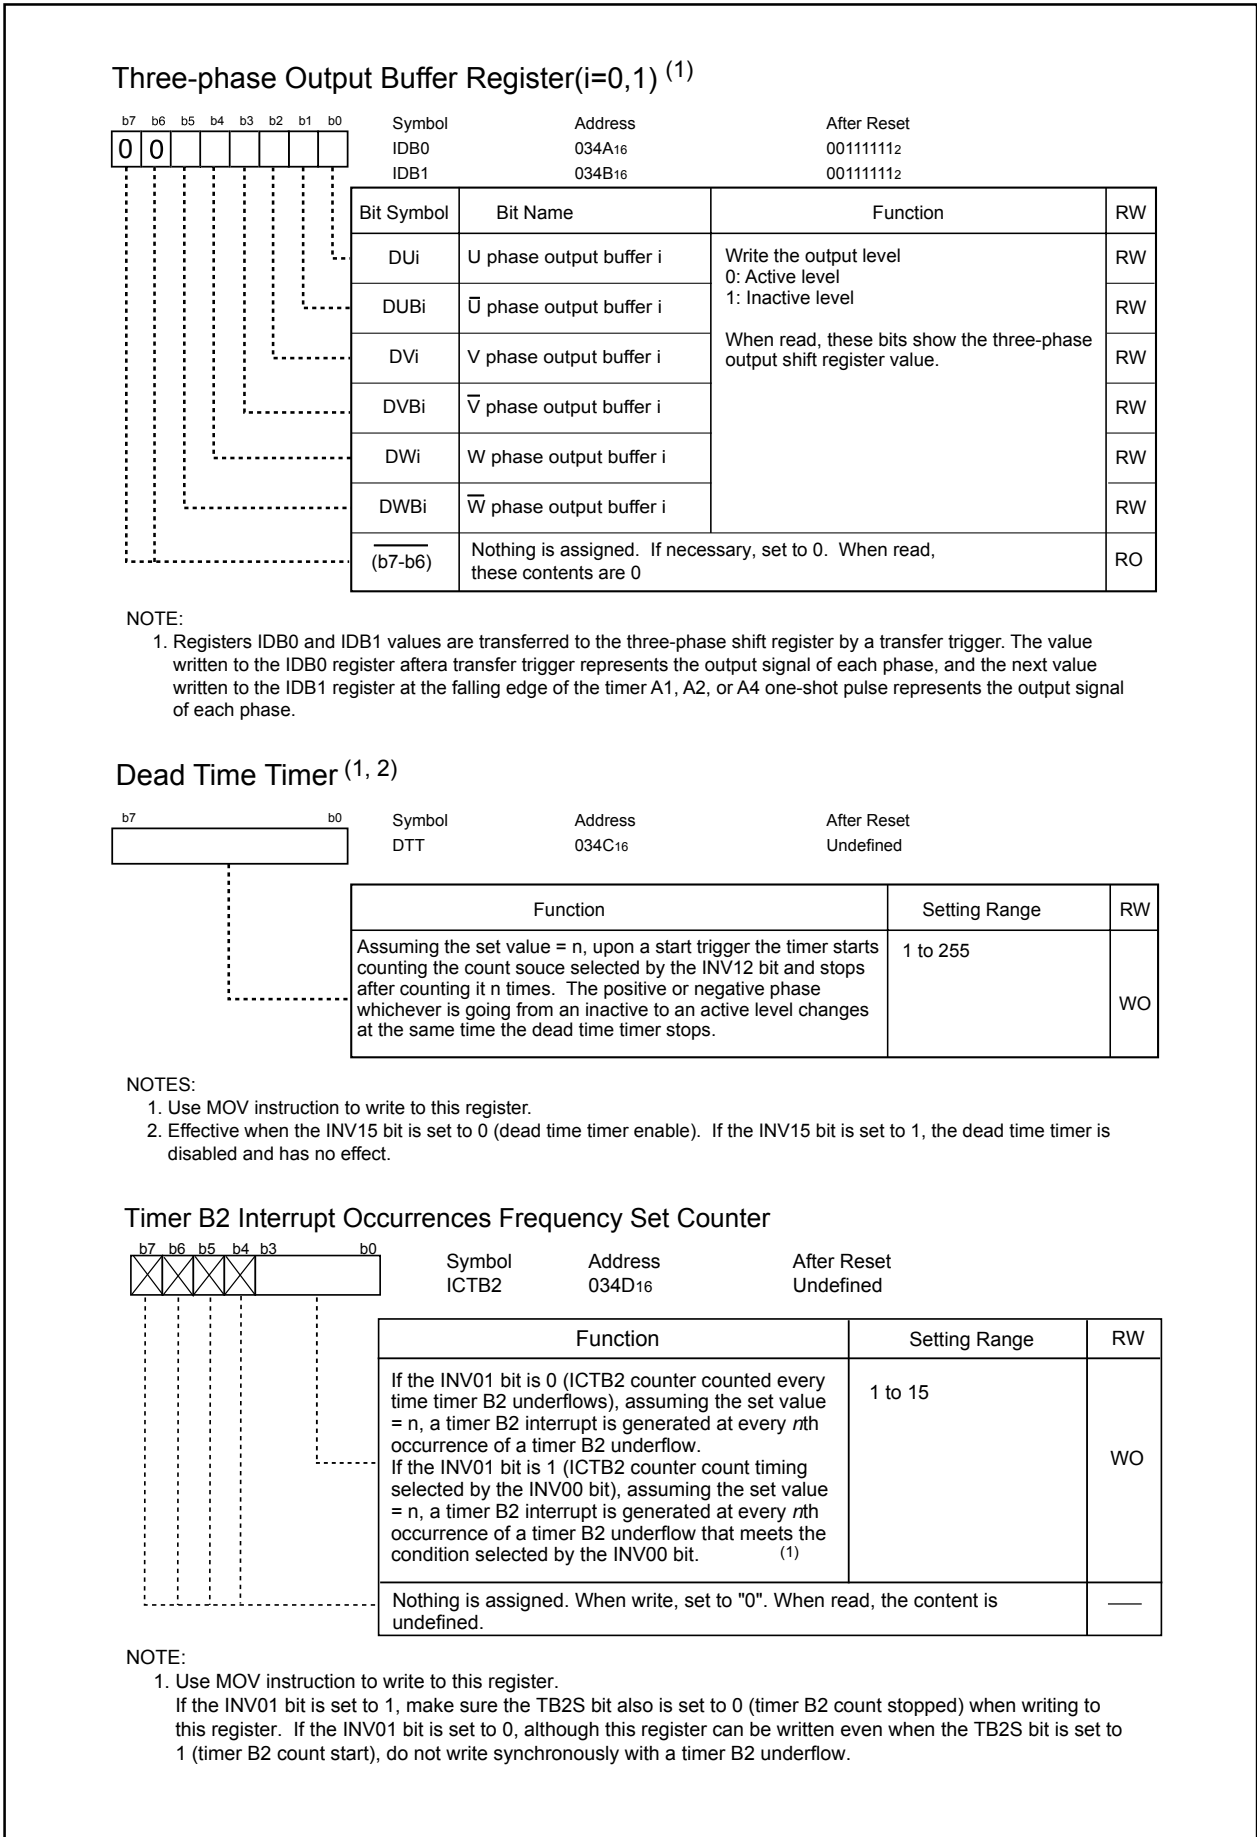 Three-phase Output Buffer Register(i=0,1) (1)
b7 b6 b5 b4 b3 b2 b1 b0
0 0
Symbol Address After Reset
IDB0 034A16 001111112
IDB1 034B16 001111112
Bit Symbol Bit Name Function RW
DUi U phase output buffer i RW
DUBi U̅ phase output buffer i RW
DVi V phase output buffer i RW
DVBi V̅ phase output buffer i RW
DWi W phase output buffer i RW
DWBi W̅ phase output buffer i RW
Write the output level
0: Active level
1: Inactive level
When read, these bits show the three-phase
output shift register value.
(b7-b6) Nothing is assigned. If necessary, set to 0. When read, RO
these contents are 0
NOTE:
1. Registers IDB0 and IDB1 values are transferred to the three-phase shift register by a transfer trigger. The value
written to the IDB0 register aftera transfer trigger represents the output signal of each phase, and the next value
written to the IDB1 register at the falling edge of the timer A1, A2, or A4 one-shot pulse represents the output signal
of each phase.
Dead Time Timer (1, 2)
b7 b0
Symbol Address After Reset
DTT 034C16 Undefined
Function Setting Range RW
Assuming the set value = n, upon a start trigger the timer starts 1 to 255
counting the count souce selected by the INV12 bit and stops
after counting it n times. The positive or negative phase
whichever is going from an inactive to an active level changes WO
at the same time the dead time timer stops.
NOTES:
1. Use MOV instruction to write to this register.
2. Effective when the INV15 bit is set to 0 (dead time timer enable). If the INV15 bit is set to 1, the dead time timer is
disabled and has no effect.
Timer B2 Interrupt Occurrences Frequency Set Counter
b7 b6 b5 b4 b3 b0
Symbol Address After Reset
ICTB2 034D16 Undefined
Function Setting Range RW
If the INV01 bit is 0 (ICTB2 counter counted every 1 to 15
time timer B2 underflows), assuming the set value
= n, a timer B2 interrupt is generated at every nth
occurrence of a timer B2 underflow. WO
If the INV01 bit is 1 (ICTB2 counter count timing
selected by the INV00 bit), assuming the set value
= n, a timer B2 interrupt is generated at every nth
occurrence of a timer B2 underflow that meets the
condition selected by the INV00 bit. (1)
Nothing is assigned. When write, set to "0". When read, the content is —
undefined.
NOTE:
1. Use MOV instruction to write to this register.
If the INV01 bit is set to 1, make sure the TB2S bit also is set to 0 (timer B2 count stopped) when writing to
this register. If the INV01 bit is set to 0, although this register can be written even when the TB2S bit is set to
1 (timer B2 count start), do not write synchronously with a timer B2 underflow.